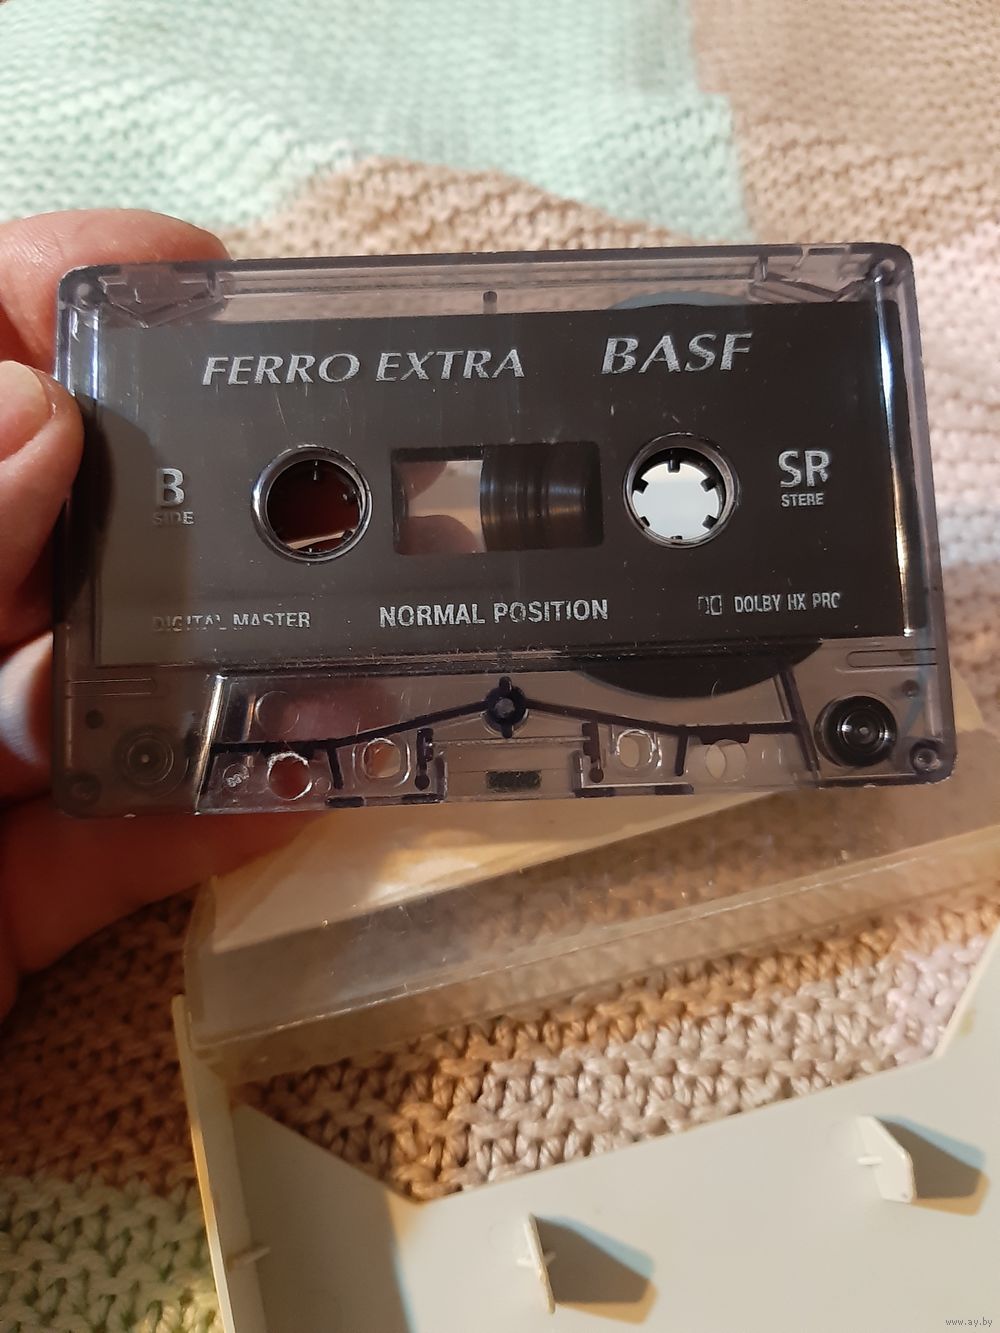 FERRO EXTRA BASF
B SR
SIDE STERE
DIGITAL MASTER NORMAL POSITION DOLBY HX PRO
www.ay.by